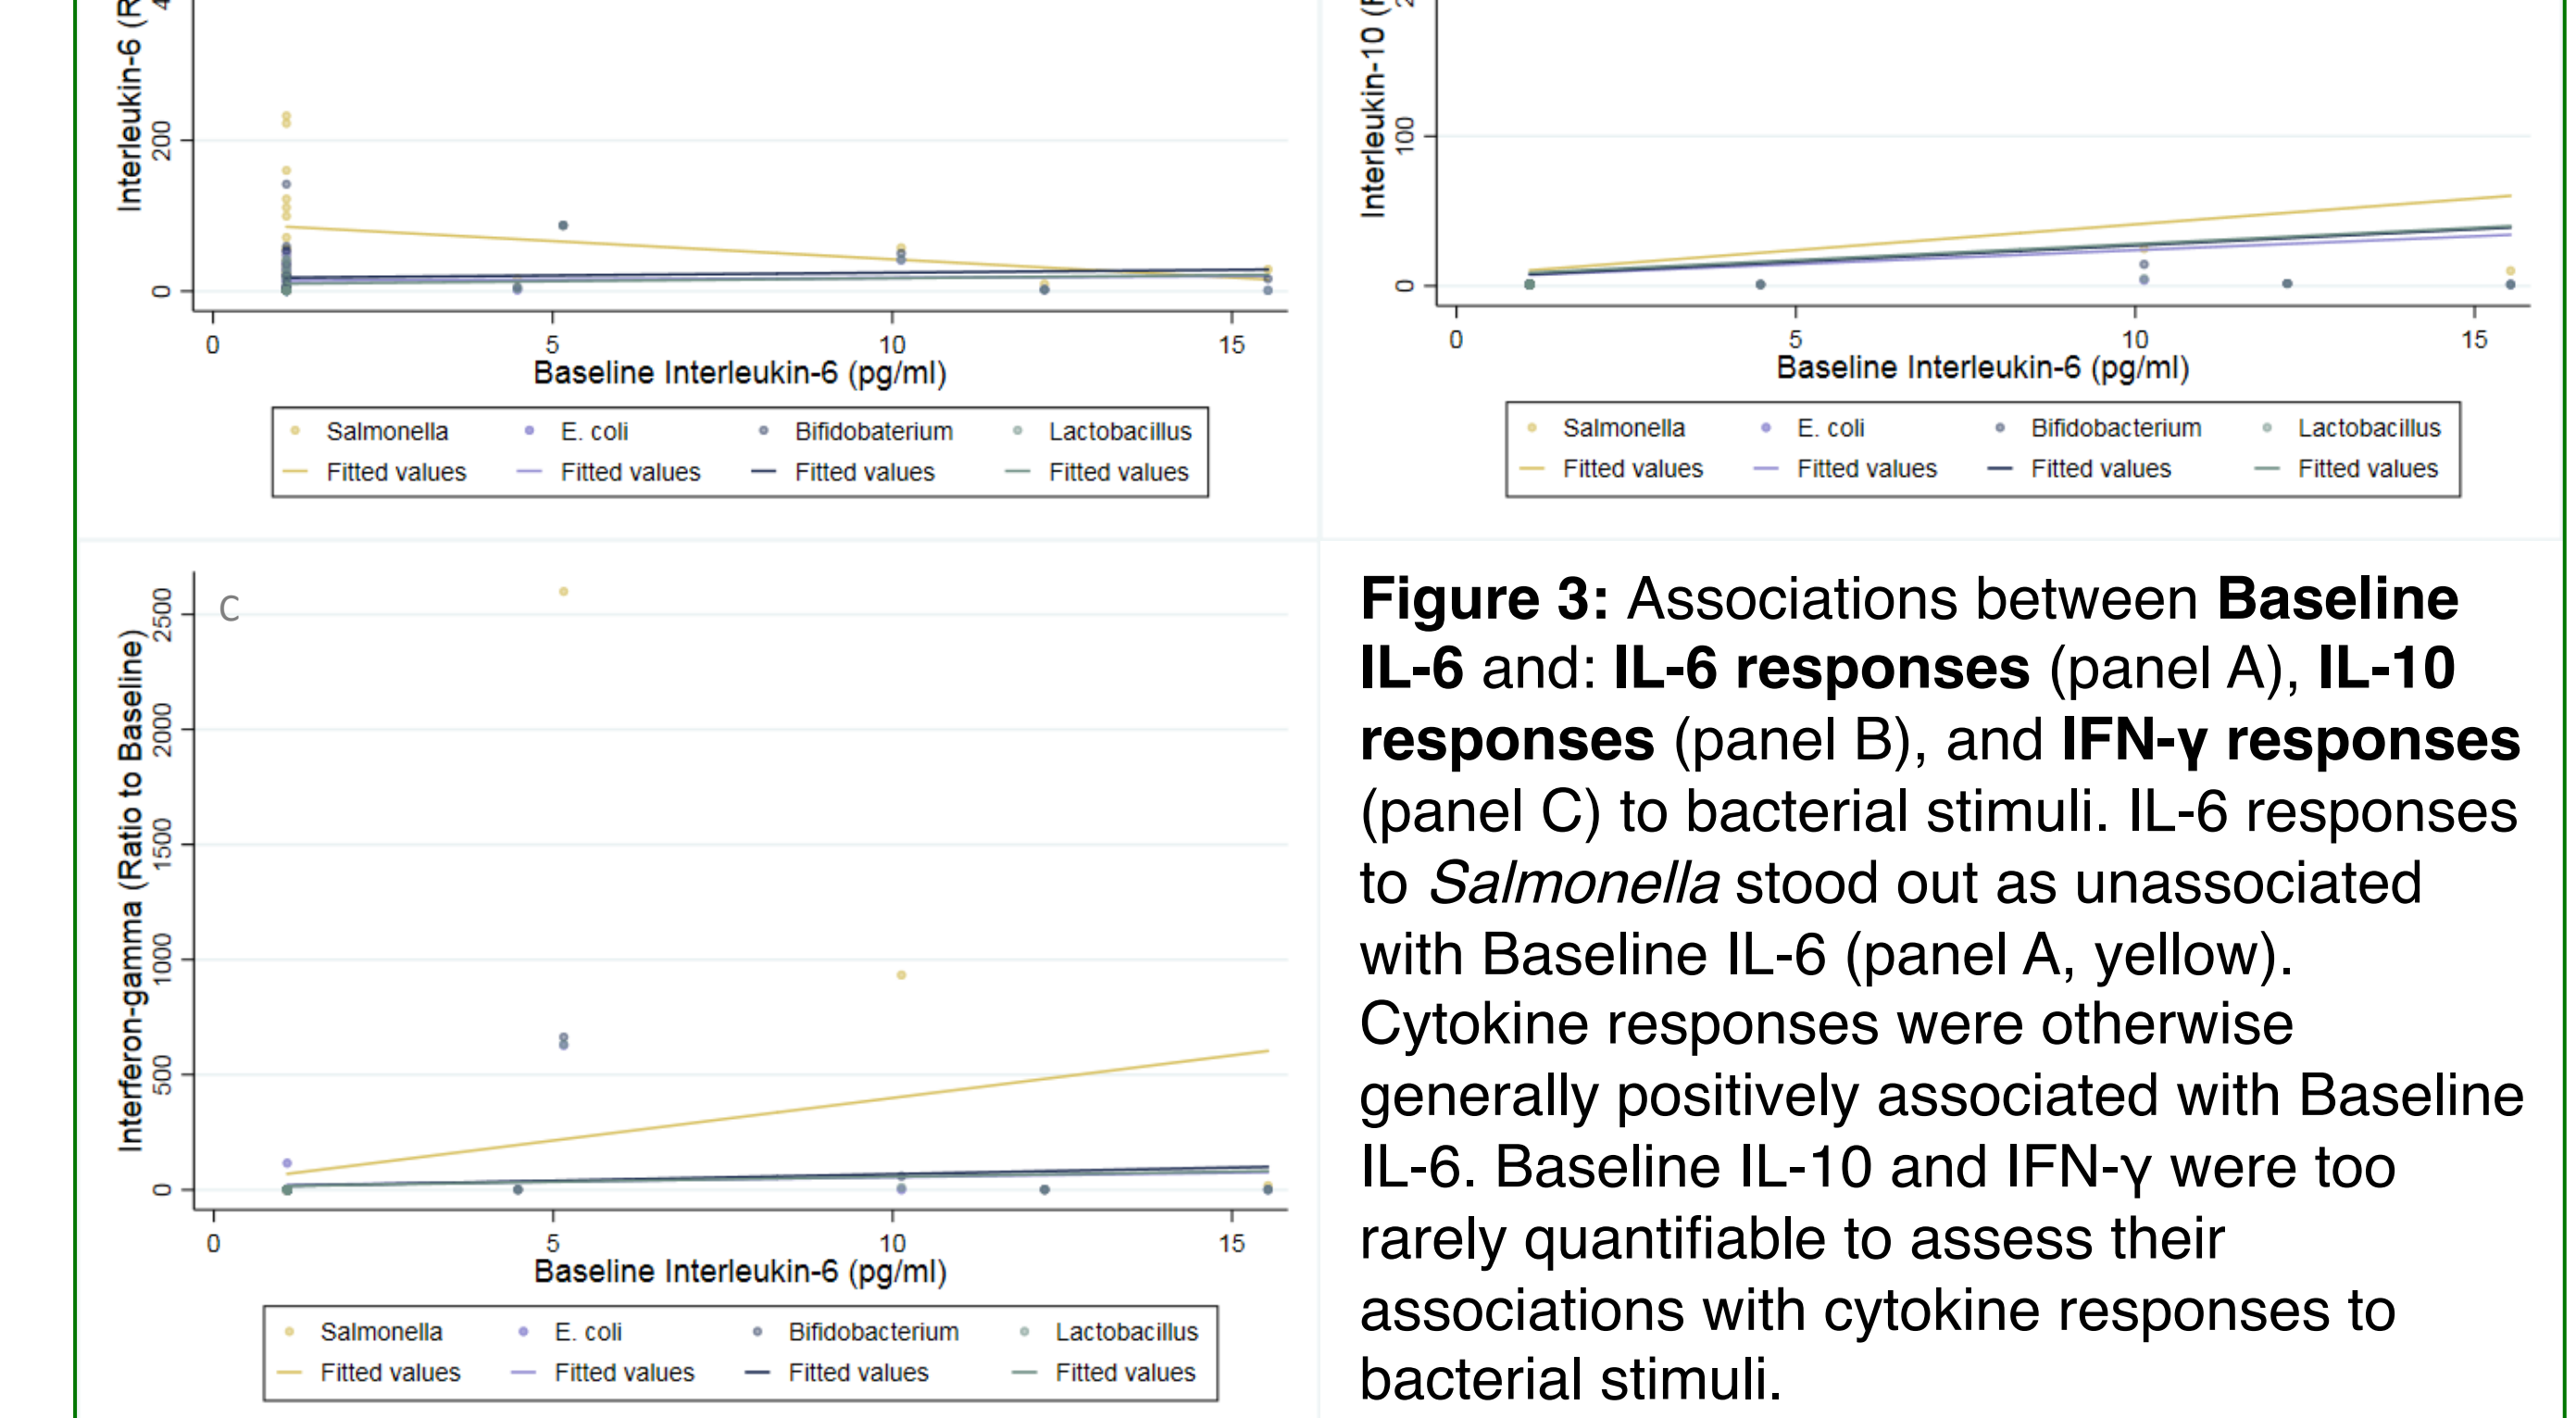 Interleukin-6 (R
200
0
0 5 10 15
Baseline Interleukin-6 (pg/ml)
Salmonella E. coli Bifidobaterium Lactobacillus
Fitted values Fitted values Fitted values Fitted values
Interleukin-10 (
100
0
0 5 10 15
Baseline Interleukin-6 (pg/ml)
Salmonella E. coli Bifidobacterium Lactobacillus
Fitted values Fitted values Fitted values Fitted values
C
Interferon-gamma (Ratio to Baseline)
2500
2000
1500
1000
500
0
0 5 10 15
Baseline Interleukin-6 (pg/ml)
Salmonella E. coli Bifidobacterium Lactobacillus
Fitted values Fitted values Fitted values Fitted values
Figure 3: Associations between Baseline
IL-6 and: IL-6 responses (panel A), IL-10
responses (panel B), and IFN-γ responses
(panel C) to bacterial stimuli. IL-6 responses
to Salmonella stood out as unassociated
with Baseline IL-6 (panel A, yellow).
Cytokine responses were otherwise
generally positively associated with Baseline
IL-6. Baseline IL-10 and IFN-γ were too
rarely quantifiable to assess their
associations with cytokine responses to
bacterial stimuli.